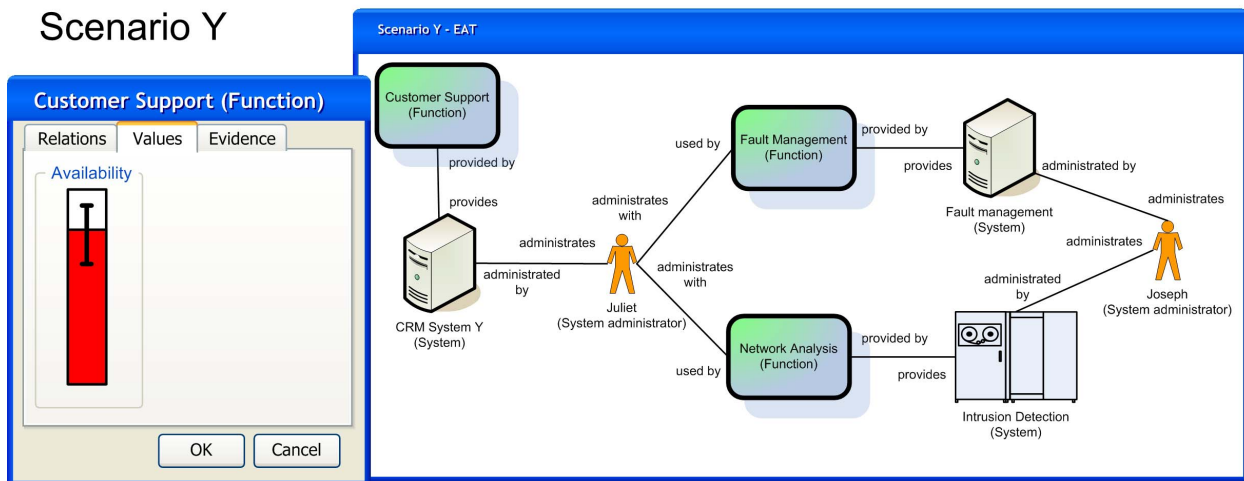 Scenario Y
Customer Support (Function)
Relations
Values
Evidence
Availability
OK
Cancel
Scenario Y - EAT
Customer Support
(Function)
provided by
provides
CRM System Y
(System)
administrates
administrated
by
Juliet
(System administrator)
administrates
with
used by
Fault Management
(Function)
provided by
provides
Fault management
(System)
administrated by
administrates
administrates
with
used by
Network Analysis
(Function)
provided by
provides
Intrusion Detection
(System)
administrated
by
administrates
Joseph
(System administrator)